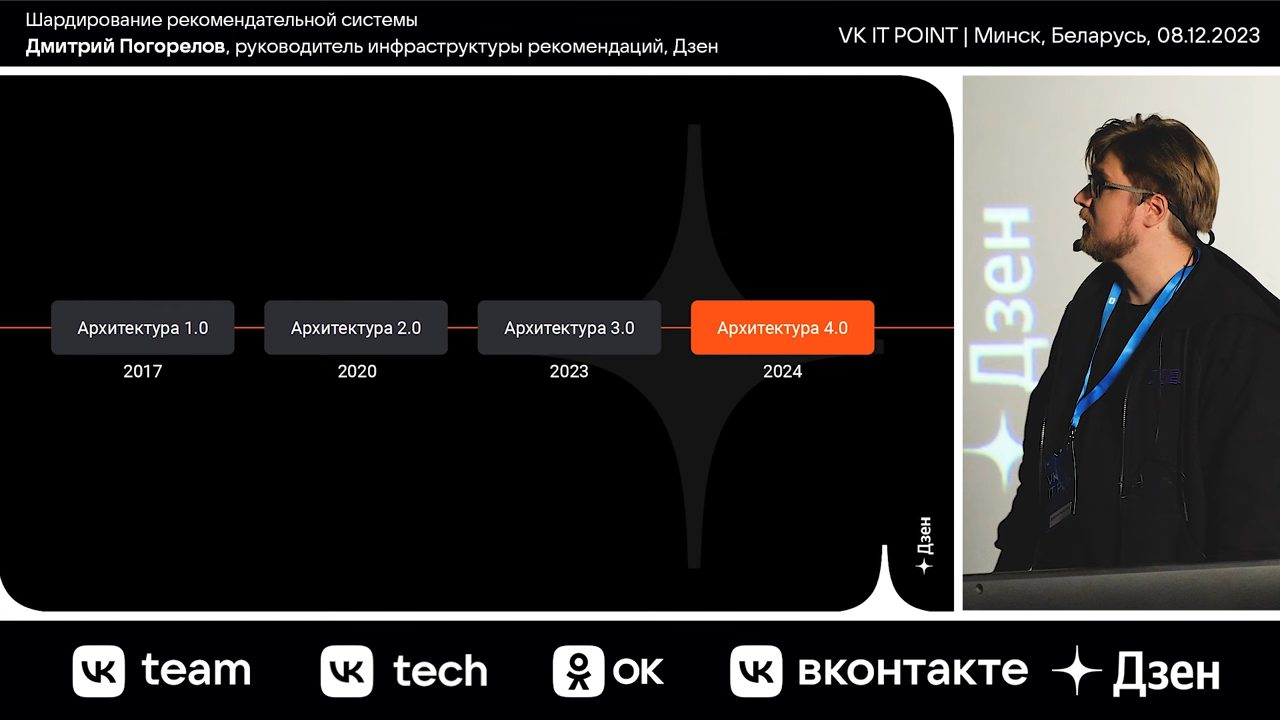 Шардирование рекомендательной системы
Дмитрий Погорелов, руководитель инфраструктуры рекомендаций, Дзен
VK IT POINT | Минск, Беларусь, 08.12.2023
Архитектура 1.0
Архитектура 2.0
Архитектура 3.0
Архитектура 4.0
2017
2020
2023
2024
Дзен
Дзен
team
tech
ок
вконтакте
Дзен